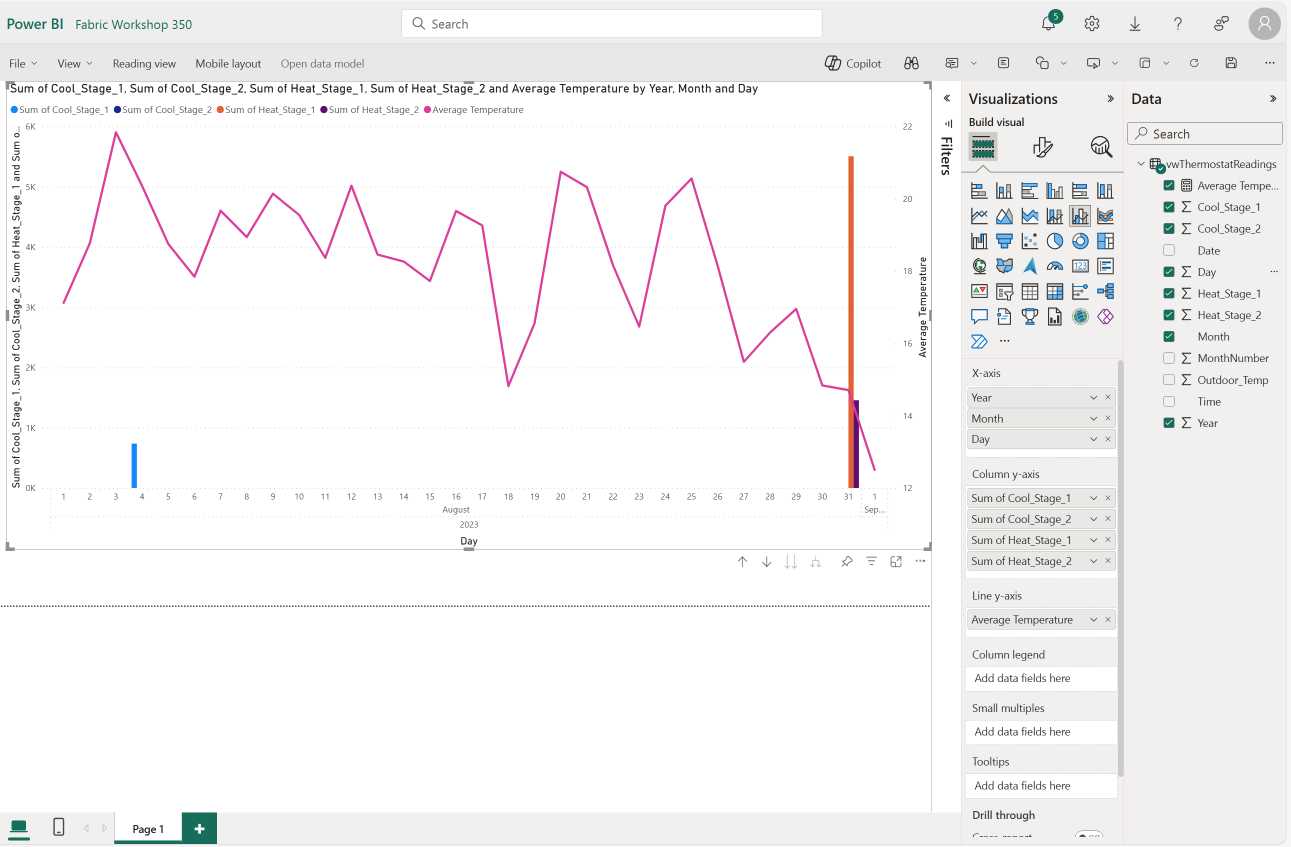 Power BI Fabric Workshop 350
Search
5
File View Reading view Mobile layout Open data model
Copilot
Sum of Cool_Stage_1, Sum of Cool_Stage_2, Sum of Heat_Stage_1, Sum of Heat_Stage_2 and Average Temperature by Year, Month and Day
Sum of Cool_Stage_1 Sum of Cool_Stage_2 Sum of Heat_Stage_1 Sum of Heat_Stage_2 Average Temperature
Sum of Cool_Stage_1, Sum of Cool_Stage_2, Sum of Heat_Stage_1 and Sum o...
6K
5K
4K
3K
2K
1K
0K
22
20
18
16
14
12
Average Temperature
1 2 3 4 5 6 7 8 9 10 11 12 13 14 15 16 17 18 19 20 21 22 23 24 25 26 27 28 29 30 31 1
August Sep...
2023
Day
Page 1
Filters
Visualizations
Build visual
123
X-axis
Year
Month
Day
Column y-axis
Sum of Cool_Stage_1
Sum of Cool_Stage_2
Sum of Heat_Stage_1
Sum of Heat_Stage_2
Line y-axis
Average Temperature
Column legend
Add data fields here
Small multiples
Add data fields here
Tooltips
Add data fields here
Drill through
Cross-report Off
Data
Search
vwThermostatReadings
Average Tempe...
Cool_Stage_1
Cool_Stage_2
Date
Day
Heat_Stage_1
Heat_Stage_2
Month
MonthNumber
Outdoor_Temp
Time
Year